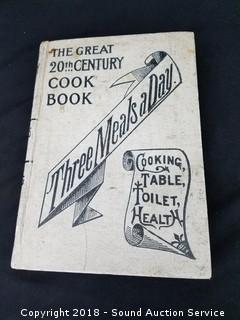 THE GREAT
20th CENTURY
COOK
BOOK
Three Meals a Day.
COOKING,
TABLE,
TOILET,
HEALTH
Copyright 2018 - Sound Auction Service